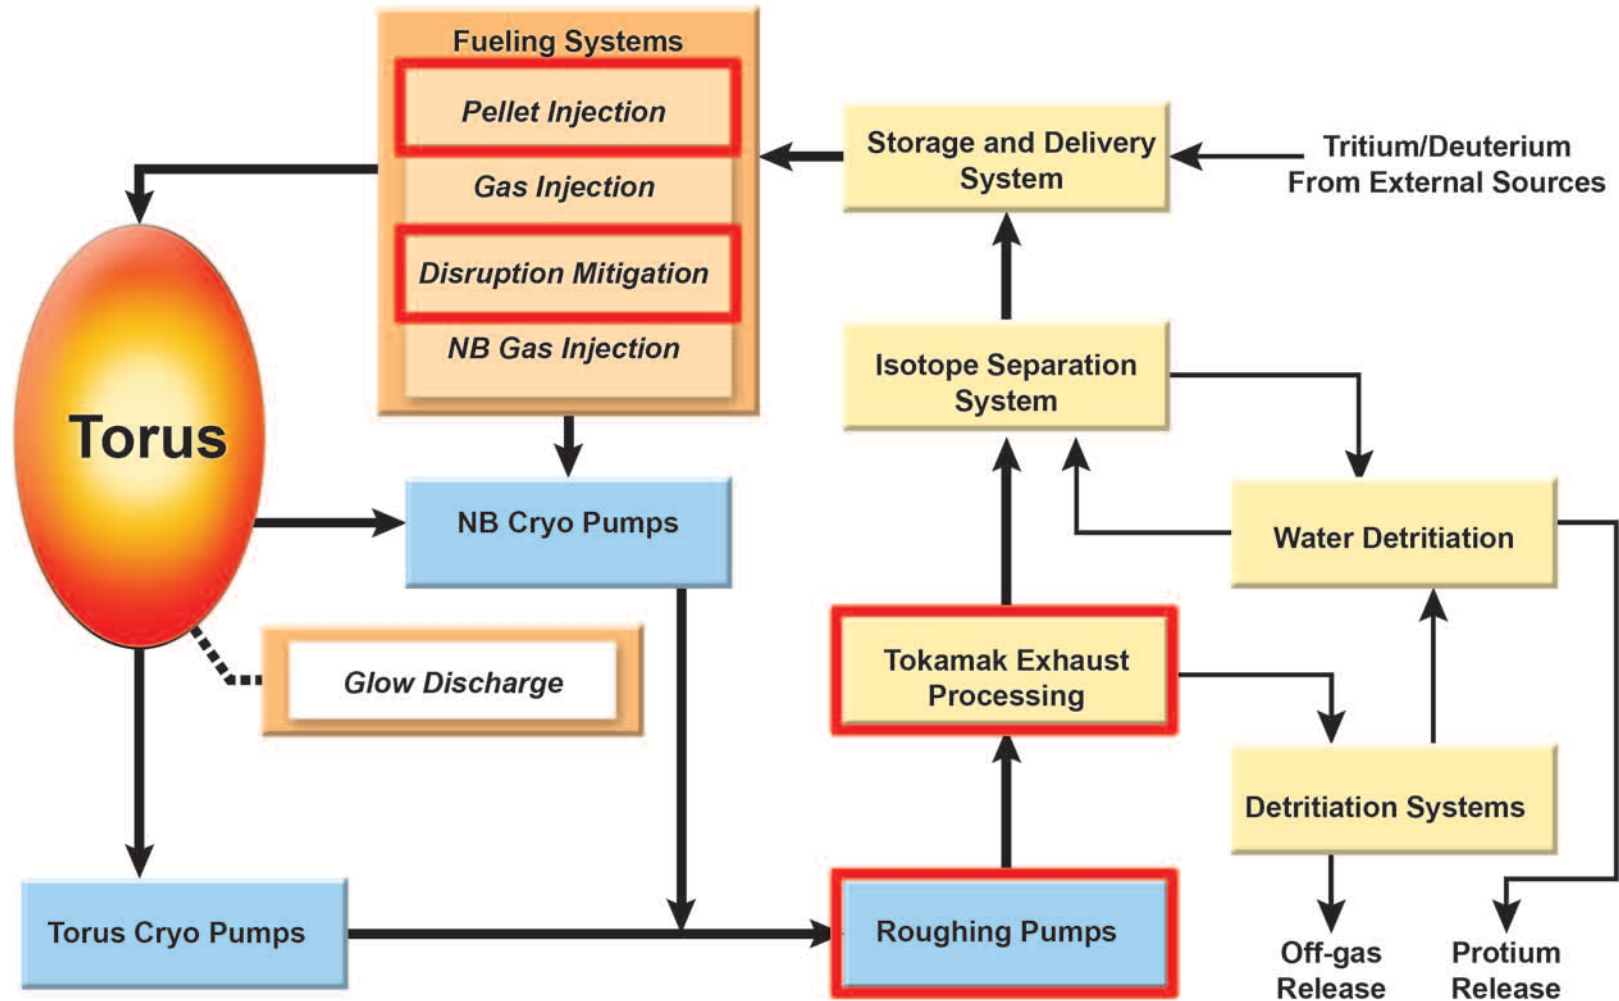 Fueling Systems
Pellet Injection
Gas Injection
Disruption Mitigation
NB Gas Injection
Storage and Delivery
System
Tritium/Deuterium
From External Sources
Isotope Separation
System
Torus
NB Cryo Pumps
Water Detritiation
Glow Discharge
Tokamak Exhaust
Processing
Detritiation Systems
Torus Cryo Pumps
Roughing Pumps
Off-gas
Release
Protium
Release